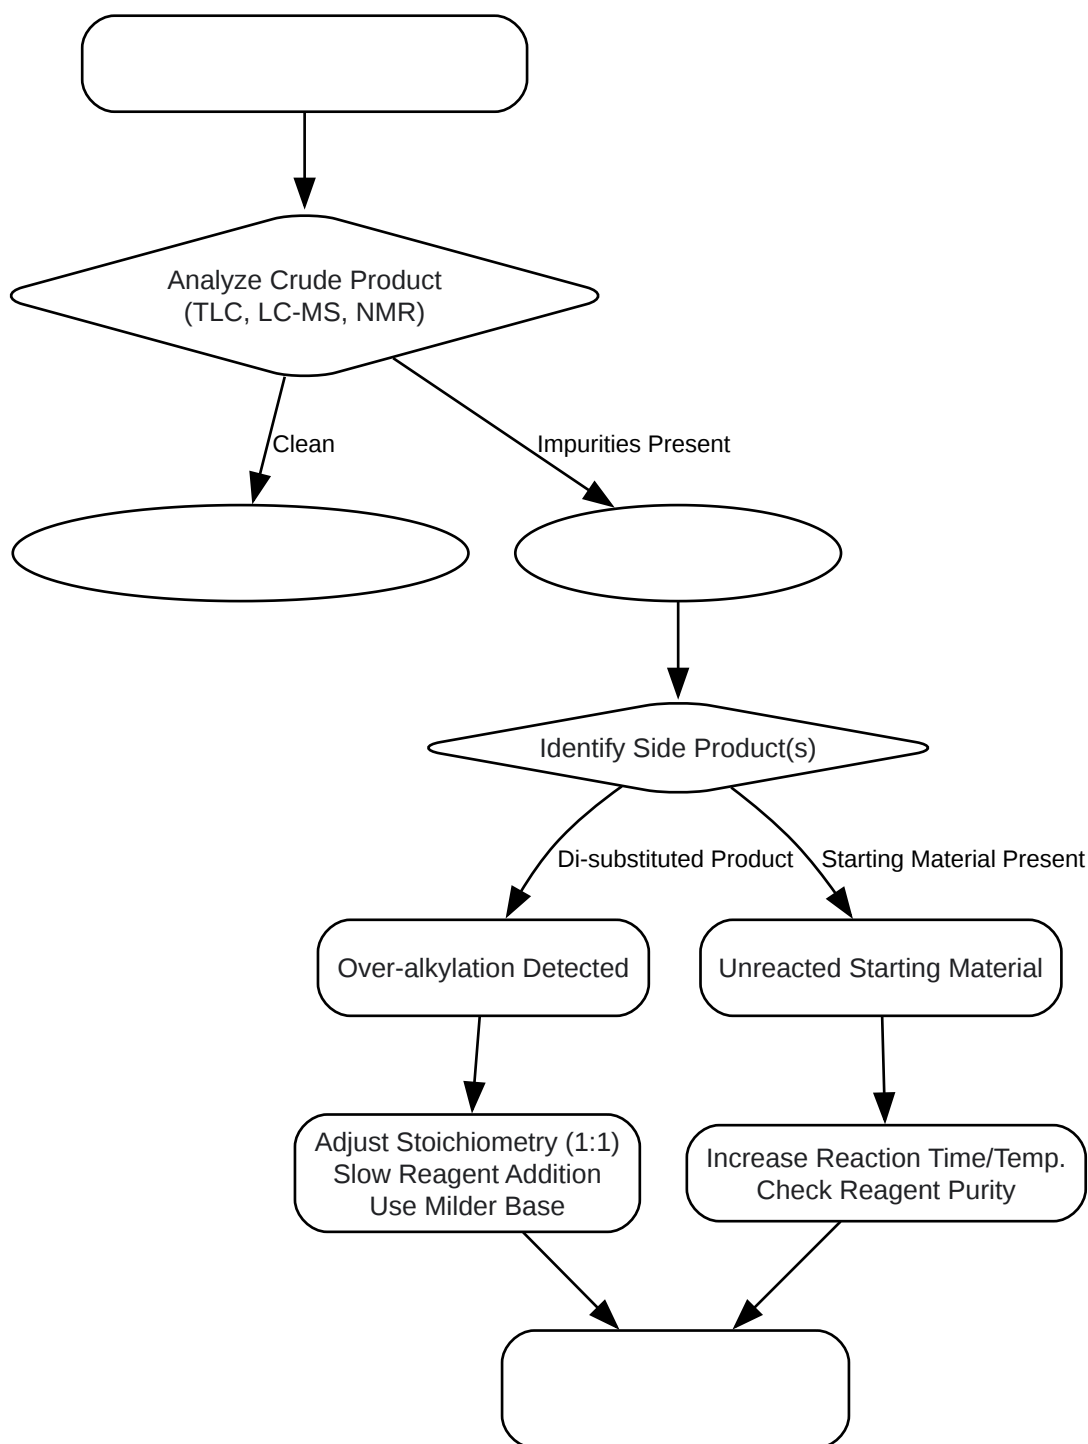 Analyze Crude Product
(TLC, LC-MS, NMR)
Clean
Impurities Present
Identify Side Product(s)
Di-substituted Product
Starting Material Present
Over-alkylation Detected
Unreacted Starting Material
Adjust Stoichiometry (1:1)
Slow Reagent Addition
Use Milder Base
Increase Reaction Time/Temp.
Check Reagent Purity